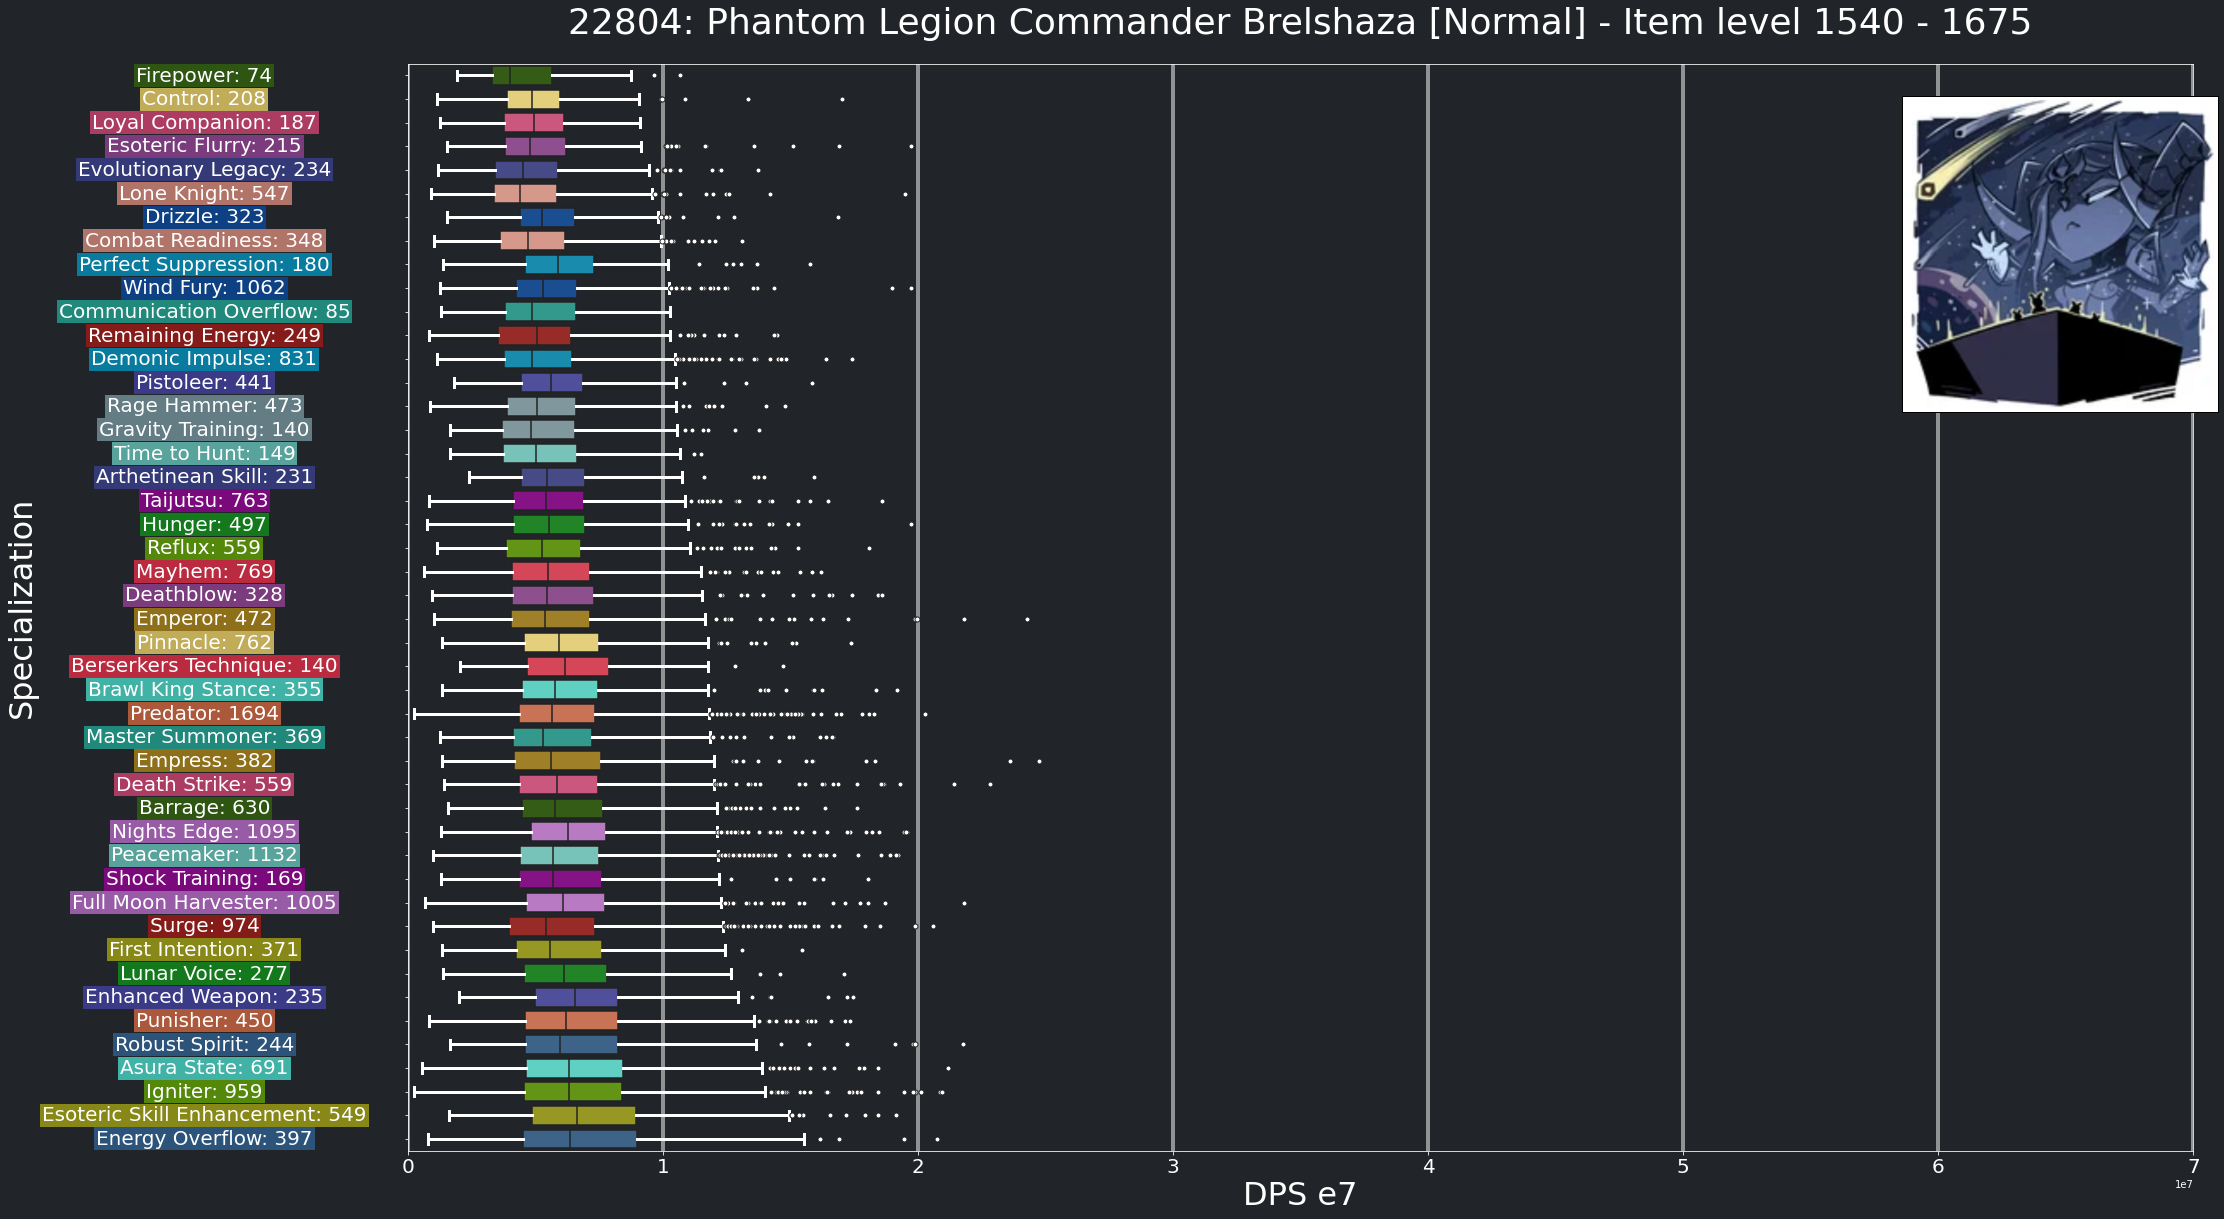 22804: Phantom Legion Commander Brelshaza [Normal] - Item level 1540 - 1675
Specialization
Firepower: 74
Control: 208
Loyal Companion: 187
Esoteric Flurry: 215
Evolutionary Legacy: 234
Lone Knight: 547
Drizzle: 323
Combat Readiness: 348
Perfect Suppression: 180
Wind Fury: 1062
Communication Overflow: 85
Remaining Energy: 249
Demonic Impulse: 831
Pistoleer: 441
Rage Hammer: 473
Gravity Training: 140
Time to Hunt: 149
Arthetinean Skill: 231
Taijutsu: 763
Hunger: 497
Reflux: 559
Mayhem: 769
Deathblow: 328
Emperor: 472
Pinnacle: 762
Berserkers Technique: 140
Brawl King Stance: 355
Predator: 1694
Master Summoner: 369
Empress: 382
Death Strike: 559
Barrage: 630
Nights Edge: 1095
Peacemaker: 1132
Shock Training: 169
Full Moon Harvester: 1005
Surge: 974
First Intention: 371
Lunar Voice: 277
Enhanced Weapon: 235
Punisher: 450
Robust Spirit: 244
Asura State: 691
Igniter: 959
Esoteric Skill Enhancement: 549
Energy Overflow: 397
0 1 2 3 4 5 6 7
1e7
DPS e7